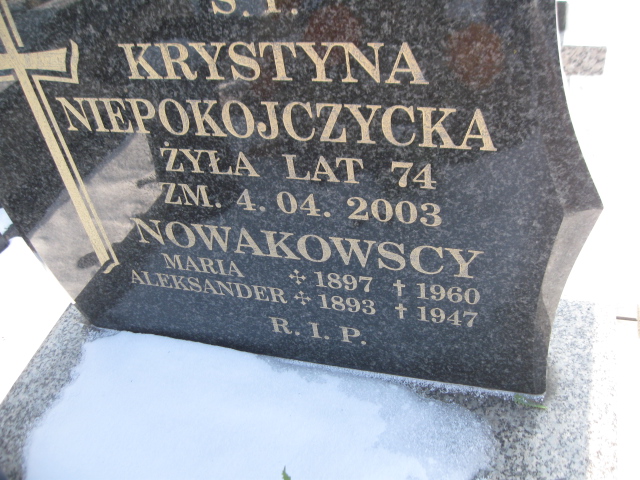 Ś. P.
KRYSTYNA
NIEPOKOJCZYCKA
ŻYŁA LAT 74
ZM. 4. 04. 2003
NOWAKOWSCY
MARIA ✣ 1897 † 1960
ALEKSANDER ✣ 1893 † 1947
R. I. P.